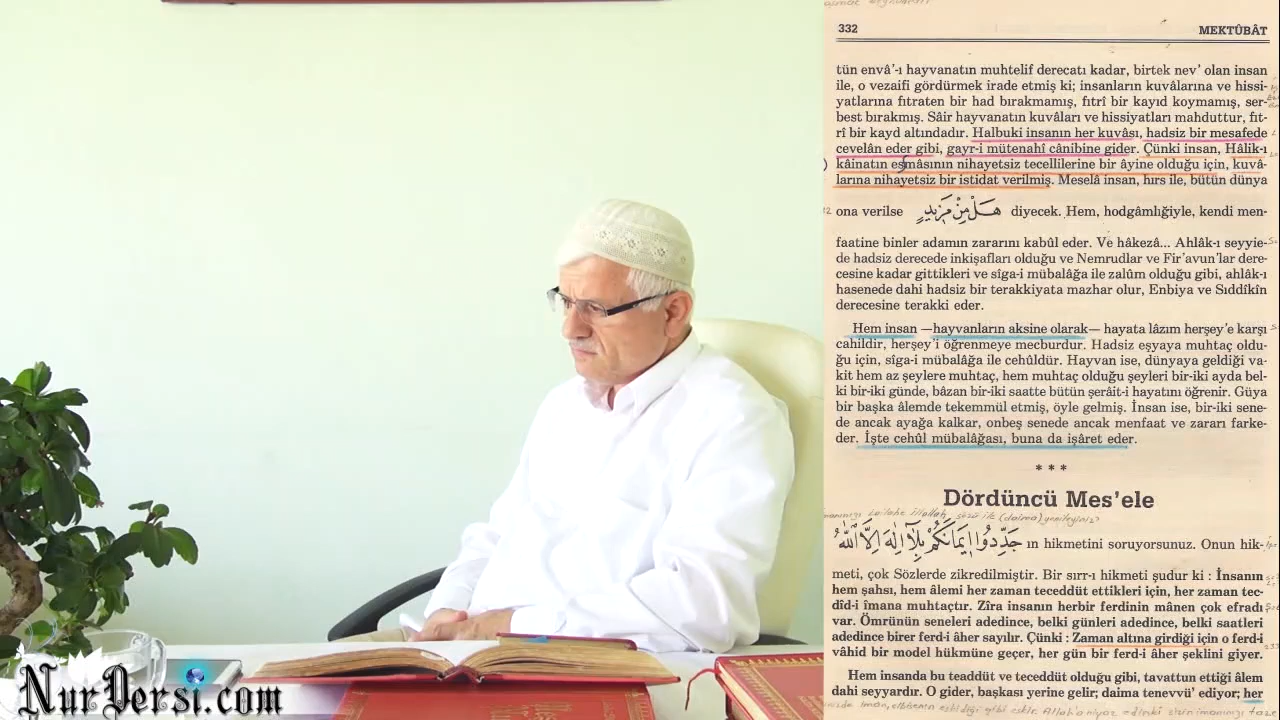 332 MEKTÛBÂT
tün envâ'-ı hayvanatın muhtelif derecatı kadar, birtek nev' olan insan
ile, o vezaifi gördürmek irade etmiş ki; insanların kuvâlarına ve hissi-
yatlarına fıtraten bir had bırakmamış, fıtrî bir kayıd koymamış, ser-
best bırakmış. Sâir hayvanatın kuvâları ve hissiyatları mahduttur, fıt-
rî bir kayd altındadır. Halbuki insanın her kuvâsı, hadsiz bir mesafede
cevelân eder gibi, gayr-i mütenahî cânibine gider. Çünki insan, Hâlik-ı
kâinatın esmâsının nihayetsiz tecellilerine bir âyine olduğu için, kuvâ-
larına nihayetsiz bir istidat verilmiş. Meselâ insan, hırs ile, bütün dünya
ona verilse هَلْ مِنْ مَزِيدٍ diyecek. Hem, hodgâmlığiyle, kendi men-
faatine binler adamın zararını kabûl eder. Ve hâkezâ... Ahlâk-ı seyyie-
de hadsiz derecede inkişafları olduğu ve Nemrudlar ve Fir'avun'lar dere-
cesine kadar gittikleri ve sîga-i mübalâğa ile zalûm olduğu gibi, ahlâk-ı
hasenede dahi hadsiz bir terakkiyata mazhar olur, Enbiya ve Sıddîkîn
derecesine terakki eder.
Hem insan —hayvanların aksine olarak— hayata lâzım herşey'e karşı
cahildir, herşey'i öğrenmeye mecburdur. Hadsiz eşyaya muhtaç oldu-
ğu için, sîga-i mübalâğa ile cehûldür. Hayvan ise, dünyaya geldiği va-
kit hem az şeylere muhtaç, hem muhtaç olduğu şeyleri bir-iki ayda bel-
ki bir-iki günde, bâzan bir-iki saatte bütün şerâit-i hayatını öğrenir. Güya
bir başka âlemde tekemmül etmiş, öyle gelmiş. İnsan ise, bir-iki sene-
de ancak ayağa kalkar, onbeş senede ancak menfaat ve zararı farke-
der. İşte cehûl mübalâğası, buna da işâret eder.
* * *
Dördüncü Mes'ele
جَدِّدُوا اِيمَانَكُمْ بِلَآ اِلٰهَ اِلَّا اللّٰهُ ın hikmetini soruyorsunuz. Onun hik-
meti, çok Sözlerde zikredilmiştir. Bir sırr-ı hikmeti şudur ki : İnsanın
hem şahsı, hem âlemi her zaman teceddüt ettikleri için, her zaman tec-
dîd-i îmana muhtaçtır. Zîra insanın herbir ferdinin mânen çok efradı
var. Ömrünün seneleri adedince, belki günleri adedince, belki saatleri
adedince birer ferd-i âher sayılır. Çünki : Zaman altına girdiği için o ferd-i
vâhid bir model hükmüne geçer, her gün bir ferd-i âher şeklini giyer.
Hem insanda bu teaddüt ve teceddüt olduğu gibi, tavattun ettiği âlem
dahi seyyardır. O gider, başkası yerine gelir; daima tenevvü' ediyor; her
NurDersi.com